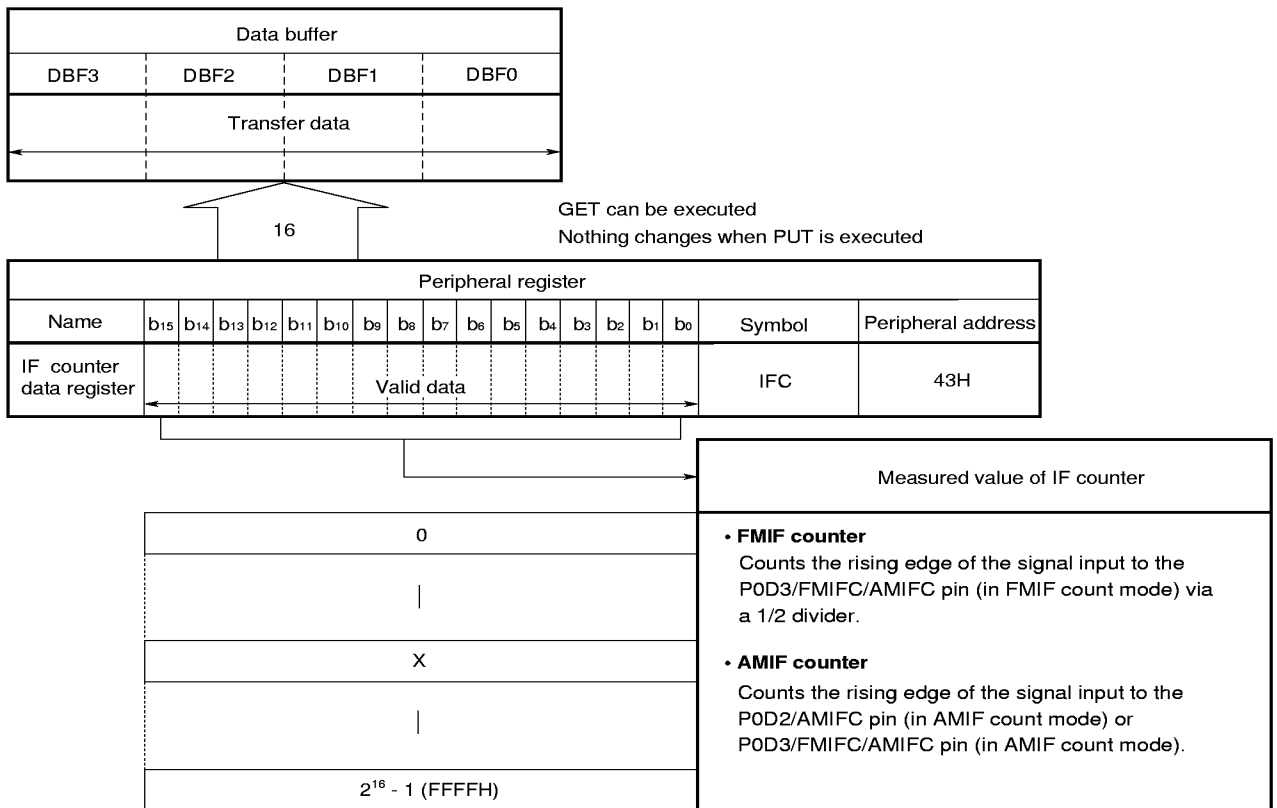 Data buffer
DBF3 DBF2 DBF1 DBF0
Transfer data
16
GET can be executed
Nothing changes when PUT is executed
Peripheral register
Name b15 b14 b13 b12 b11 b10 b9 b8 b7 b6 b5 b4 b3 b2 b1 b0 Symbol Peripheral address
IF counter
data register
Valid data
IFC
43H
Measured value of IF counter
0
X
2¹⁶ - 1 (FFFFH)
• FMIF counter
Counts the rising edge of the signal input to the
P0D3/FMIFC/AMIFC pin (in FMIF count mode) via
a 1/2 divider.
• AMIF counter
Counts the rising edge of the signal input to the
P0D2/AMIFC pin (in AMIF count mode) or
P0D3/FMIFC/AMIFC pin (in AMIF count mode).